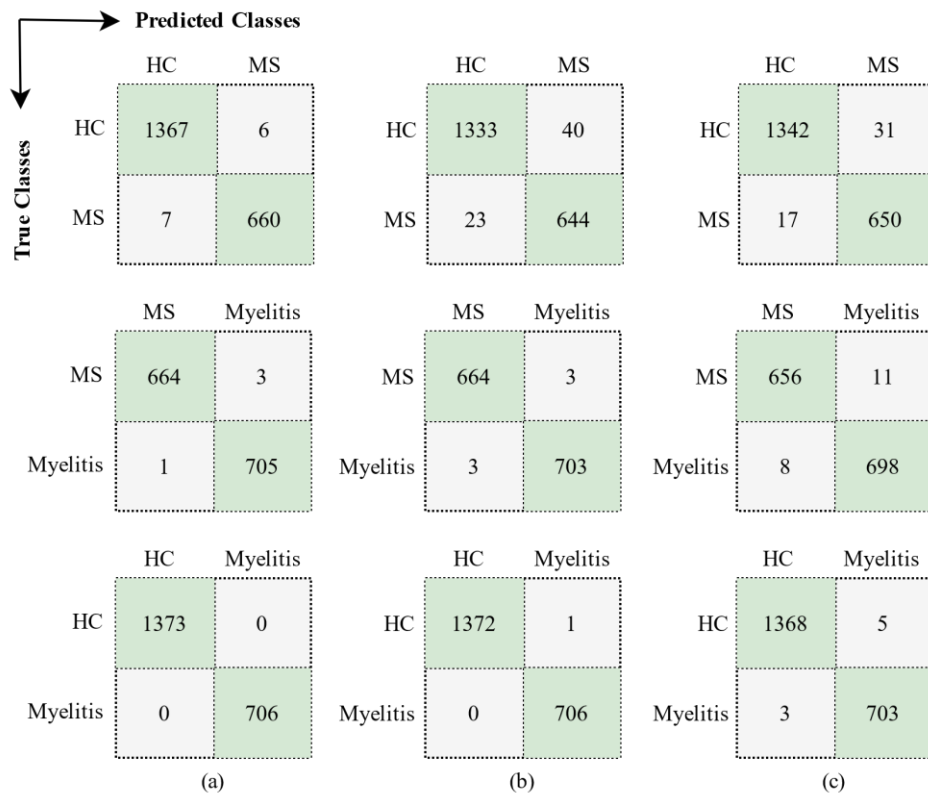 Predicted Classes
True Classes
HC MS HC MS HC MS
HC 1367 6 HC 1333 40 HC 1342 31
MS 7 660 MS 23 644 MS 17 650
MS Myelitis MS Myelitis MS Myelitis
MS 664 3 MS 664 3 MS 656 11
Myelitis 1 705 Myelitis 3 703 Myelitis 8 698
HC Myelitis HC Myelitis HC Myelitis
HC 1373 0 HC 1372 1 HC 1368 5
Myelitis 0 706 Myelitis 0 706 Myelitis 3 703
(a) (b) (c)